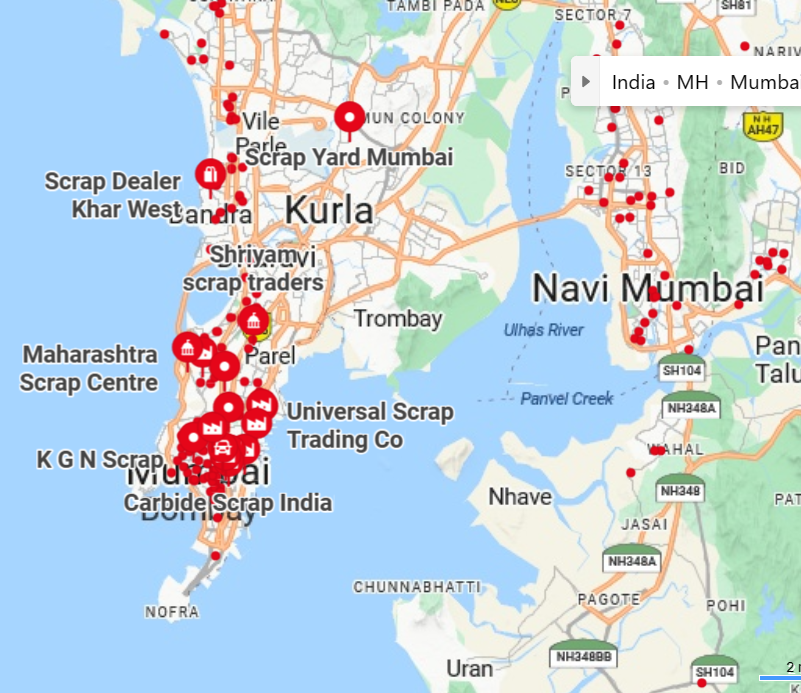 TAMBI PADA
SECTOR 7
SH81
India • MH • Mumbai
NH
AH47
MUN COLONY
Vile
Parle
Scrap Yard Mumbai
SECTOR 13
BID
Scrap Dealer
Khar West
Bandra
Kurla
Shriyam
scrap traders
Navi Mumbai
Trombay
Ulhas River
Maharashtra
Scrap Centre
Parel
Pan
Talu
SH104
Panvel Creek
NH348A
Universal Scrap
Trading Co
K G N Scrap
Mumbai
WAHAL
Carbide Scrap India
Bombay
NH348
Nhave
PAT
JASAI
NH348A
CHUNNABHATTI
PAGOTE
POHI
NOFRA
NH348BB
Uran
SH104